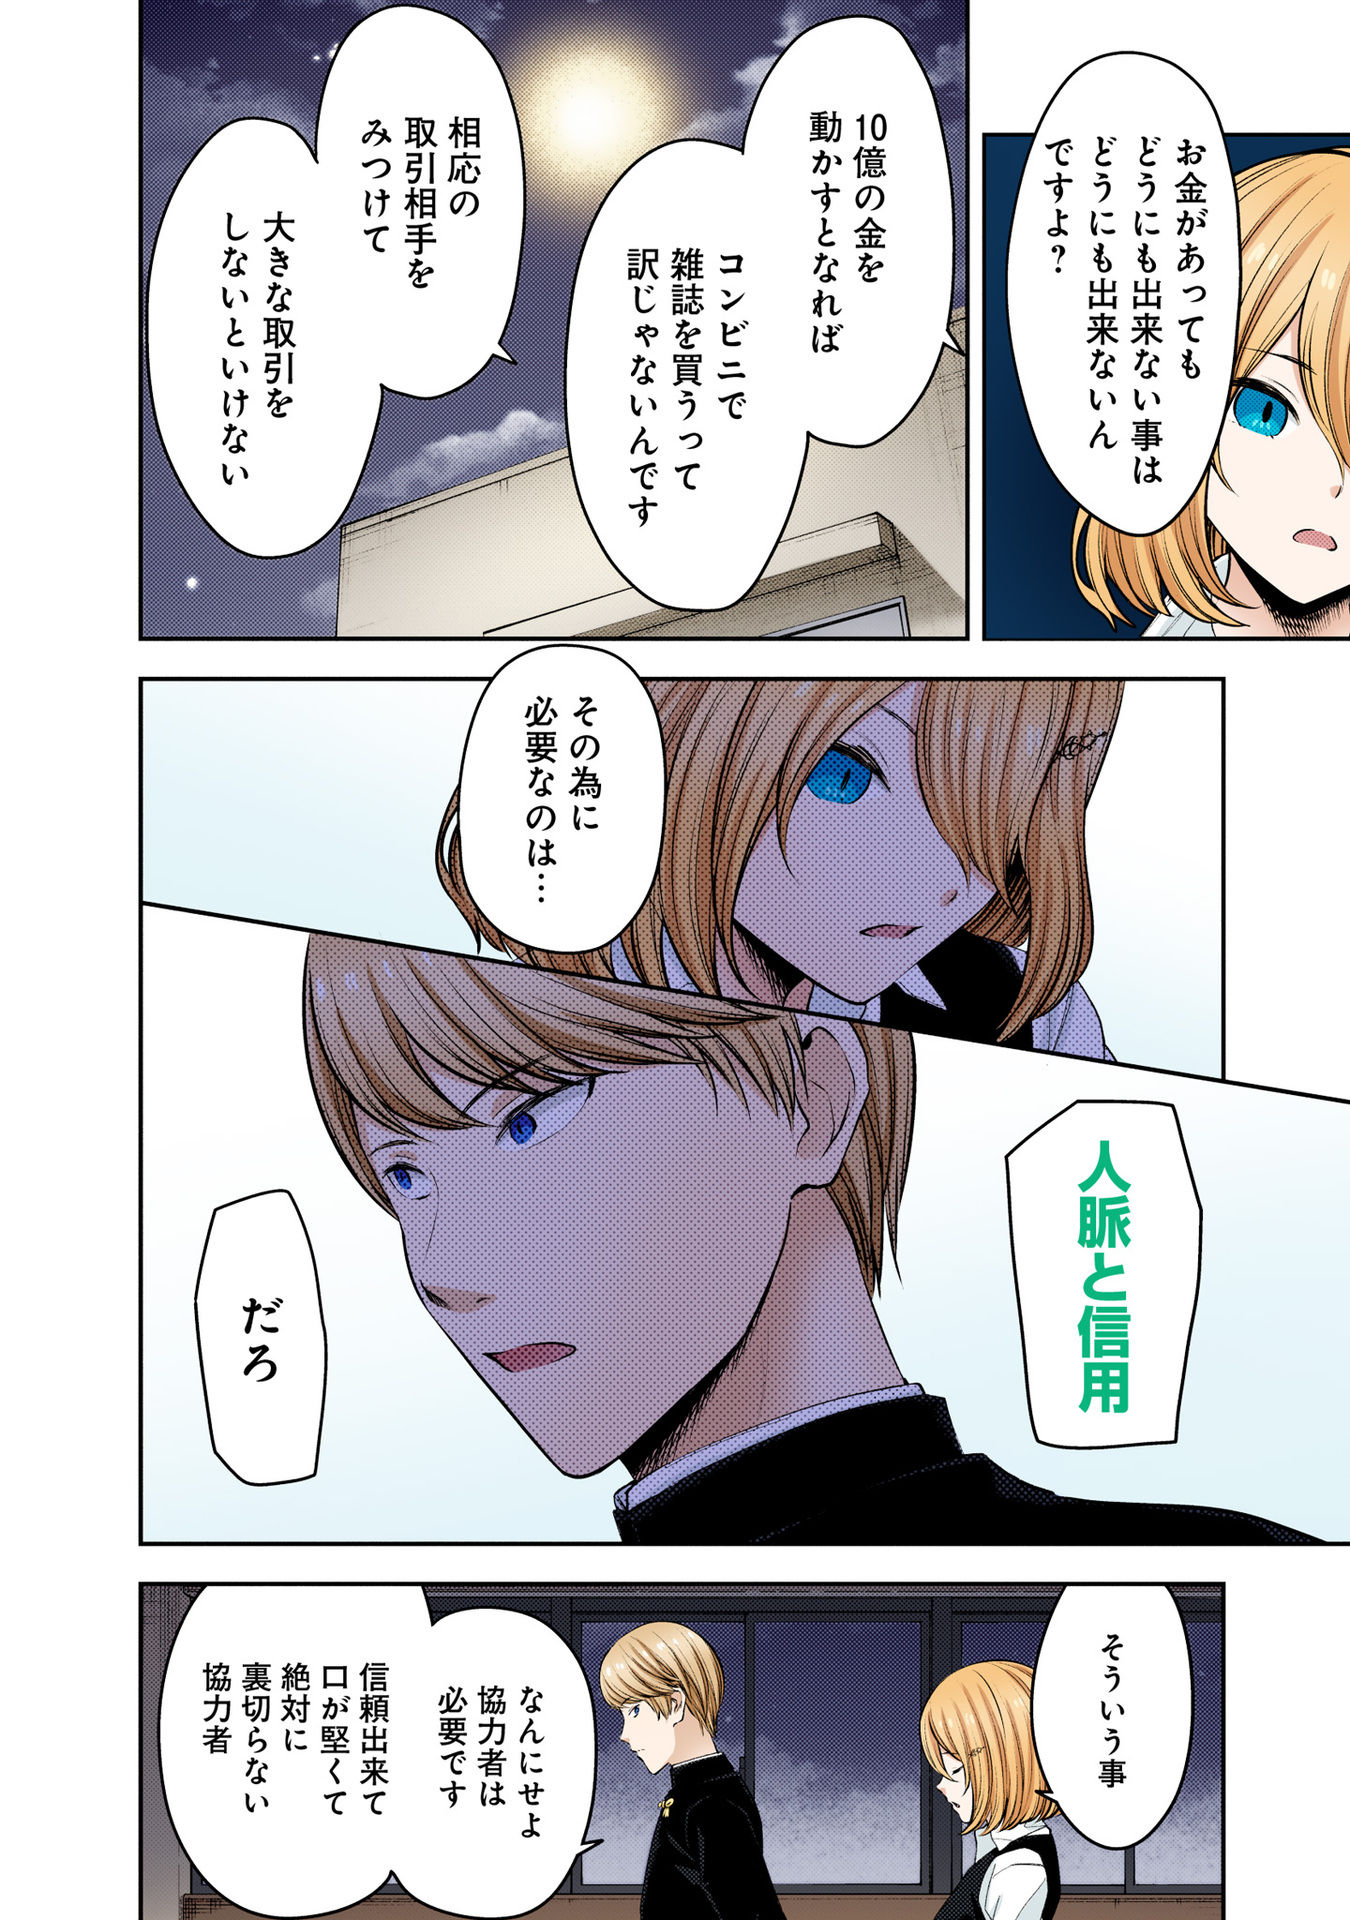 お金があっても
どうにも出来ない事は
どうにも出来ないん
ですよ?
10億の金を
動かすとなれば
コンビニで
雑誌を買うって
訳じゃないんです
相応の
取引相手を
みつけて
大きな取引を
しないといけない
その為に
必要なのは…
人脈と信用
だろ
そういう事
なんにせよ
協力者は
必要です
信頼出来て
口が堅くて
絶対に
裏切らない
協力者